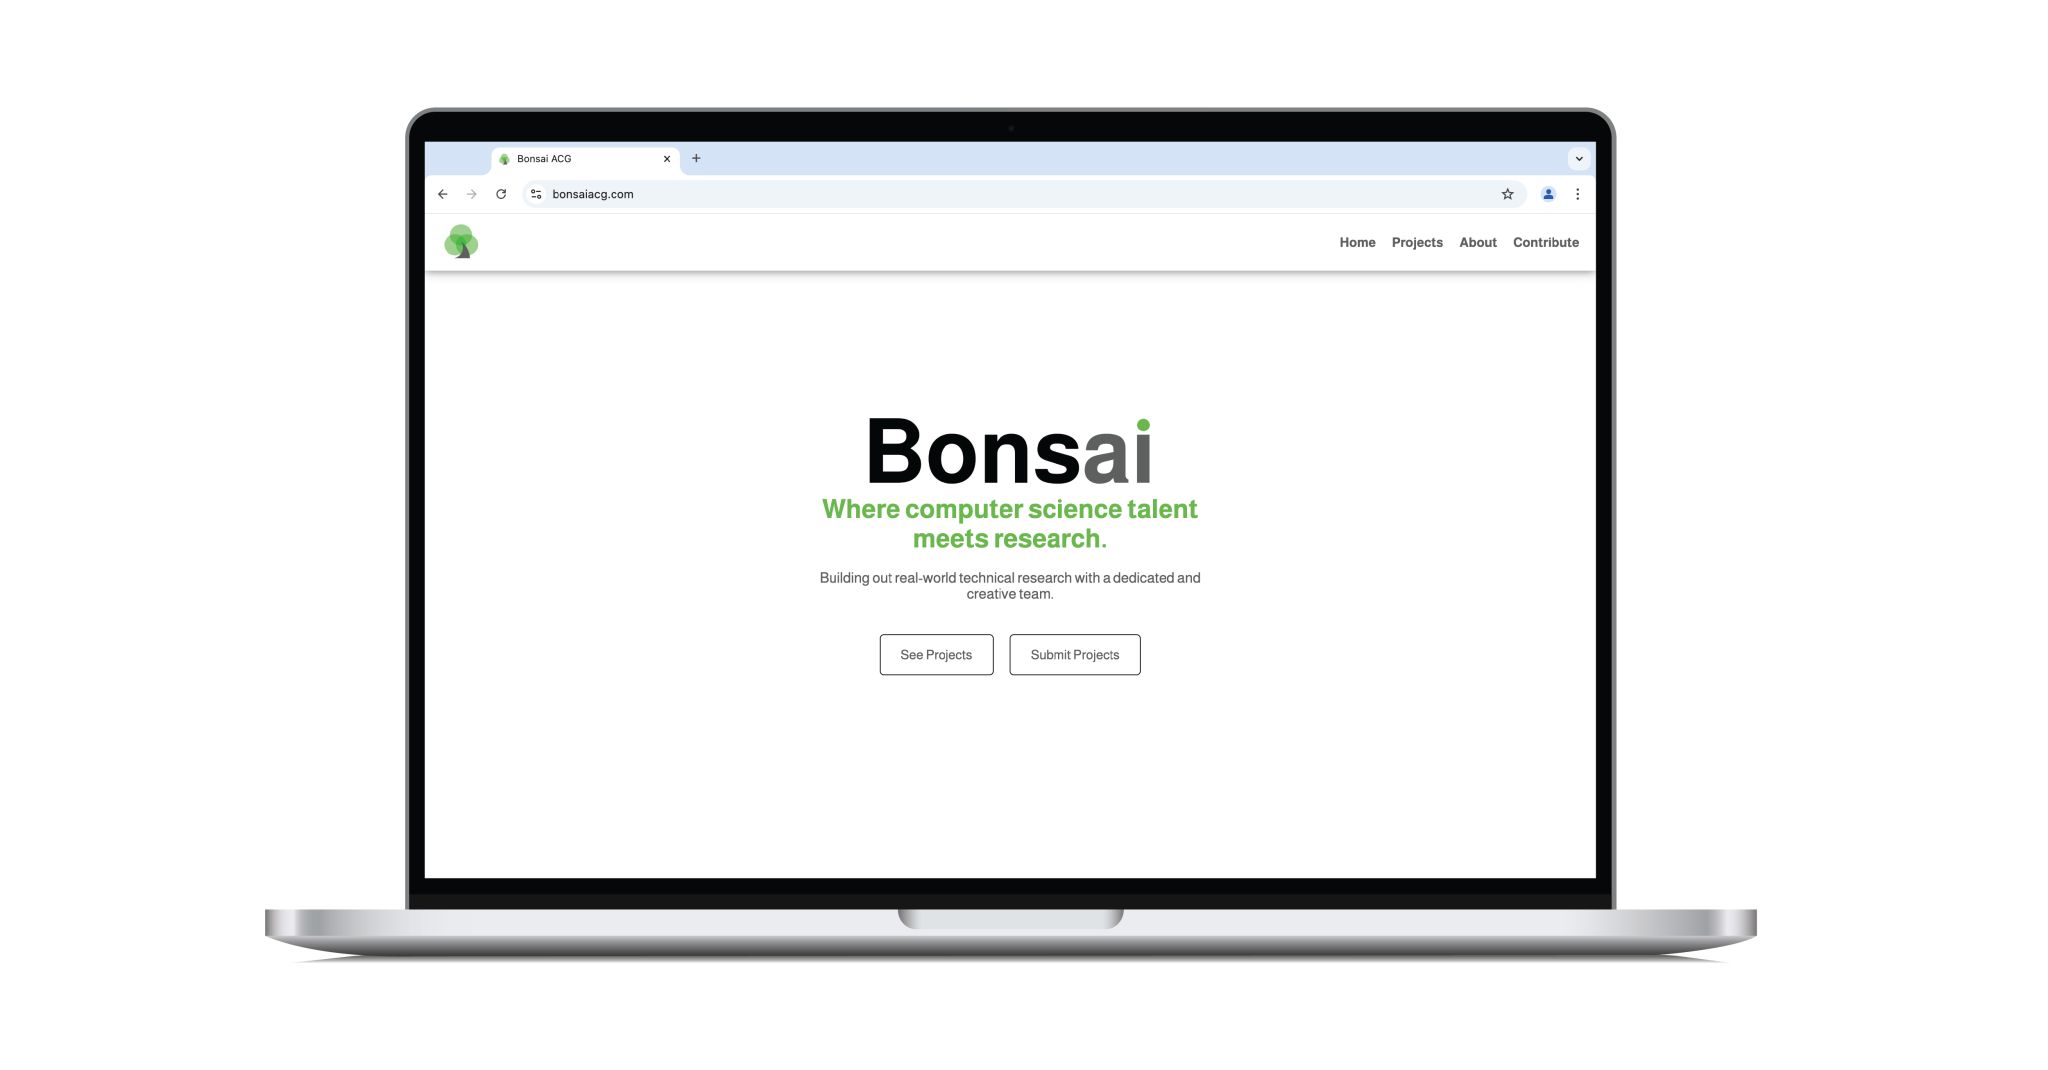 Bonsai ACG
bonsaiacg.com
Home Projects About Contribute
Bonsai
Where computer science talent
meets research.
Building out real-world technical research with a dedicated and
creative team.
See Projects Submit Projects